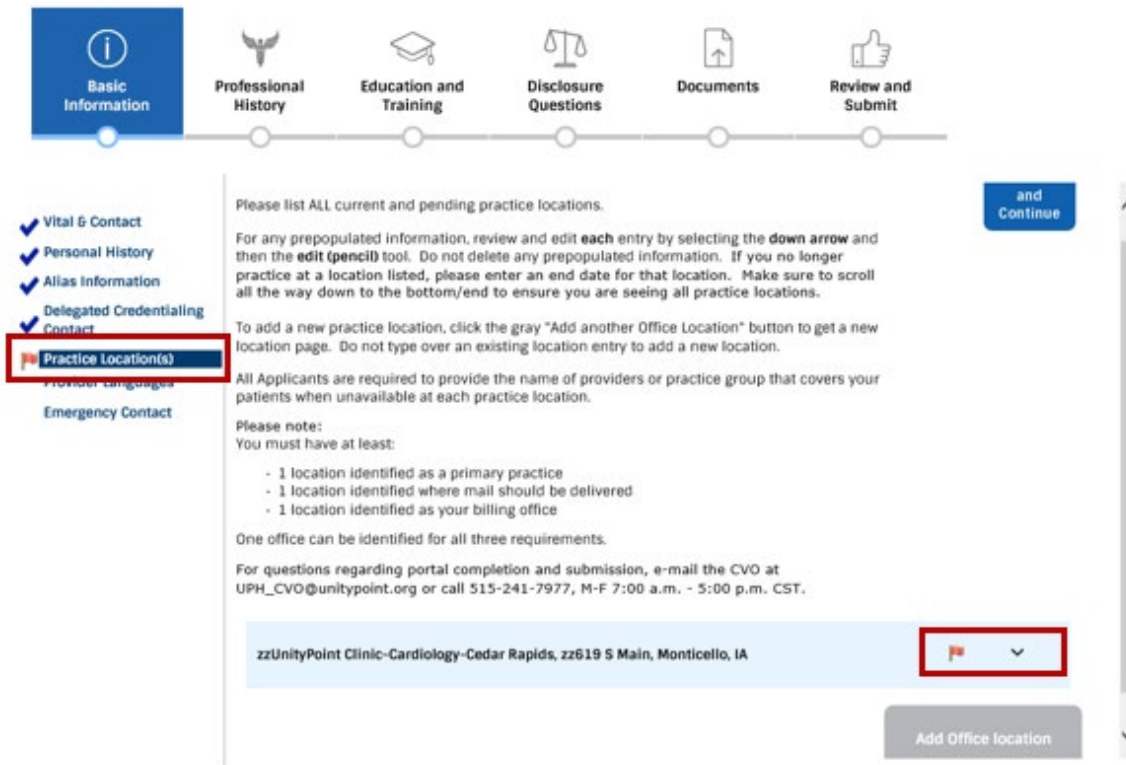 Basic
Information
Professional
History
Education and
Training
Disclosure
Questions
Documents
Review and
Submit
Vital & Contact
Personal History
Alias Information
Delegated Credentialing
Contact
Practice Location(s)
Provider Languages
Emergency Contact
and
Continue
Please list ALL current and pending practice locations.
For any prepopulated information, review and edit each entry by selecting the down arrow and
then the edit (pencil) tool. Do not delete any prepopulated information. If you no longer
practice at a location listed, please enter an end date for that location. Make sure to scroll
all the way down to the bottom/end to ensure you are seeing all practice locations.
To add a new practice location, click the gray "Add another Office Location" button to get a new
location page. Do not type over an existing location entry to add a new location.
All Applicants are required to provide the name of providers or practice group that covers your
patients when unavailable at each practice location.
Please note:
You must have at least:
- 1 location identified as a primary practice
- 1 location identified where mail should be delivered
- 1 location identified as your billing office
One office can be identified for all three requirements.
For questions regarding portal completion and submission, e-mail the CVO at
UPH_CVO@unitypoint.org or call 515-241-7977, M-F 7:00 a.m. - 5:00 p.m. CST.
zzUnityPoint Clinic-Cardiology-Cedar Rapids, zz619 S Main, Monticello, IA
Add Office location